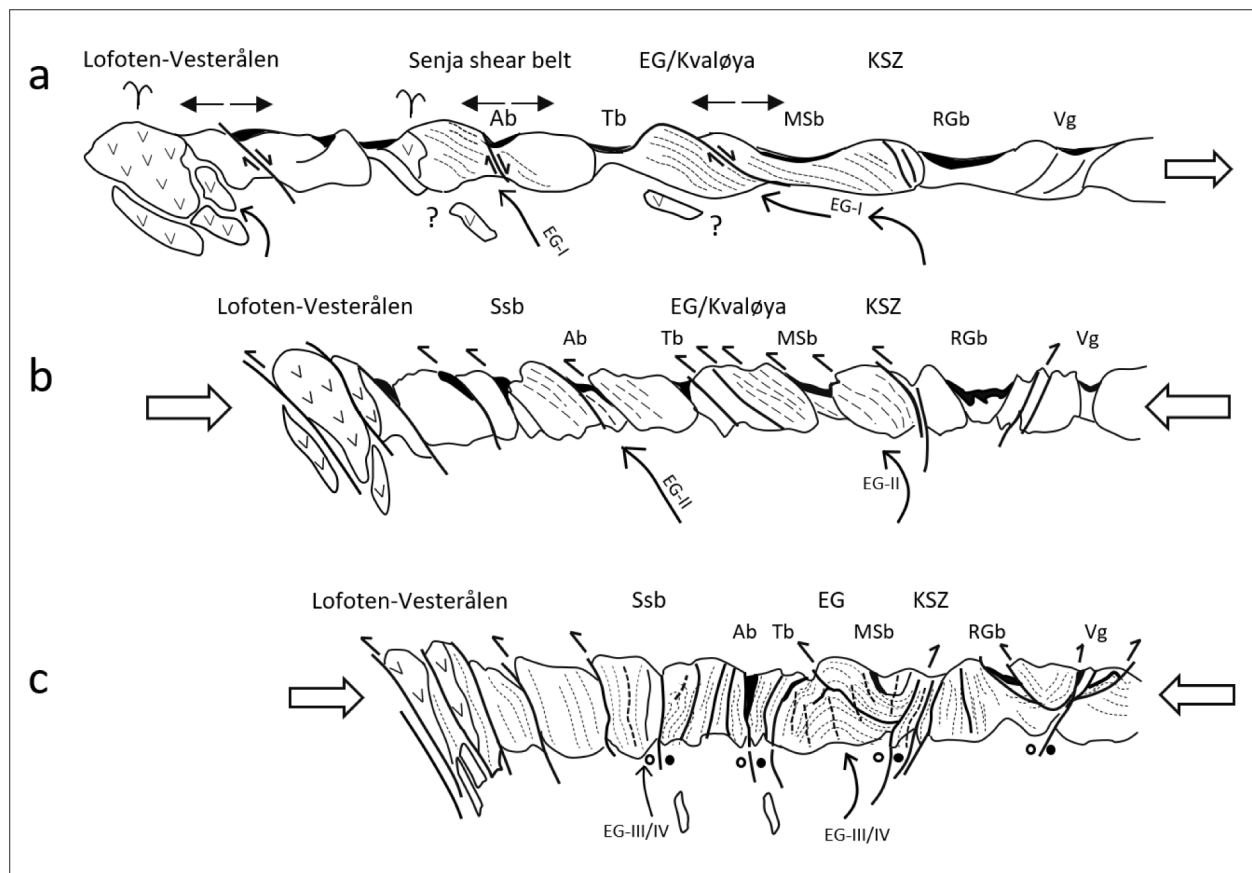 a
Lofoten-Vesterålen
Senja shear belt
EG/Kvaløya
KSZ
Ab
Tb
MSb
RGb
Vg
?
EG-I
?
EG-I
b
Lofoten-Vesterålen
Ssb
EG/Kvaløya
KSZ
Ab
Tb
MSb
RGb
Vg
EG-II
EG-II
c
Lofoten-Vesterålen
Ssb
EG
KSZ
Ab
Tb
MSb
RGb
Vg
EG-III/IV
EG-III/IV